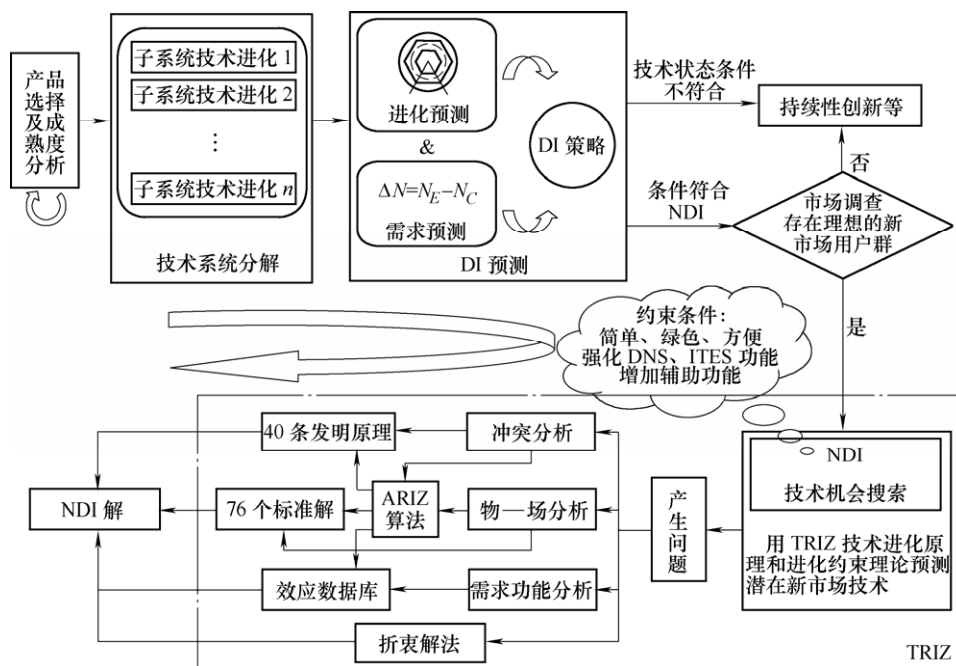 产品
选择
及成
熟度
分析
子系统技术进化 1
子系统技术进化 2
⋮
子系统技术进化 n
技术系统分解
进化预测
&
ΔN=N_E−N_C
需求预测
DI 策略
DI 预测
技术状态条件
不符合
条件符合
NDI
持续性创新等
否
市场调查
存在理想的新
市场用户群
是
约束条件：
简单、绿色、方便
强化 DNS、ITES 功能
增加辅助功能
NDI
技术机会搜索
用 TRIZ 技术进化原
理和进化约束理论预测
潜在新市场技术
产
生
问
题
冲突分析
物—场分析
需求功能分析
折衷解法
ARIZ
算法
40 条发明原理
76 个标准解
效应数据库
NDI 解
TRIZ